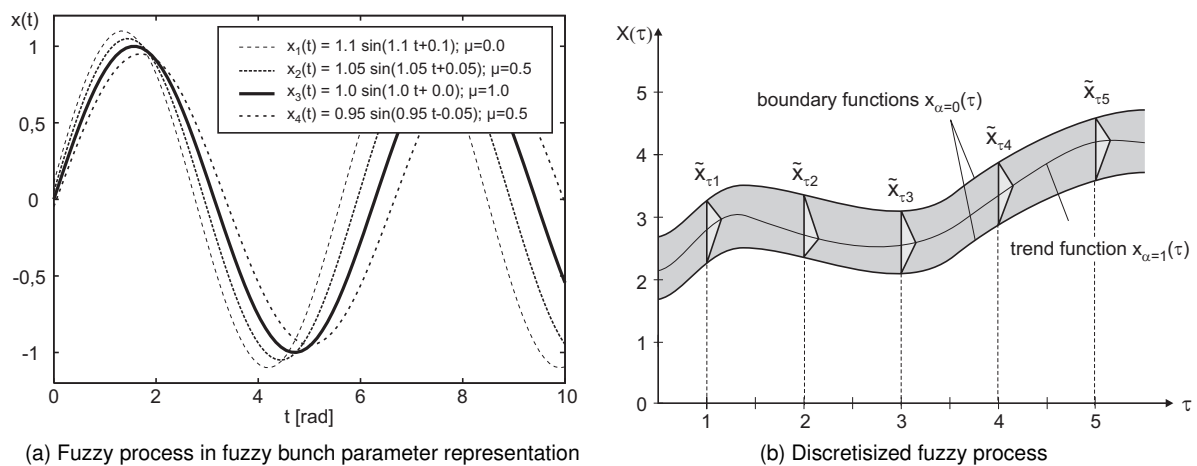 x(t)
1
0,5
0
-0,5
-1
0
2
4
6
8
10
t [rad]
x₁(t) = 1.1 sin(1.1 t+0.1); μ=0.0
x₂(t) = 1.05 sin(1.05 t+0.05); μ=0.5
x₃(t) = 1.0 sin(1.0 t+ 0.0); μ=1.0
x₄(t) = 0.95 sin(0.95 t-0.05); μ=0.5
(a) Fuzzy process in fuzzy bunch parameter representation
X(τ)
5
4
3
2
1
0
1
2
3
4
5
τ
boundary functions xα=0(τ)
x̃τ1
x̃τ2
x̃τ3
x̃τ4
x̃τ5
trend function xα=1(τ)
(b) Discretisized fuzzy process